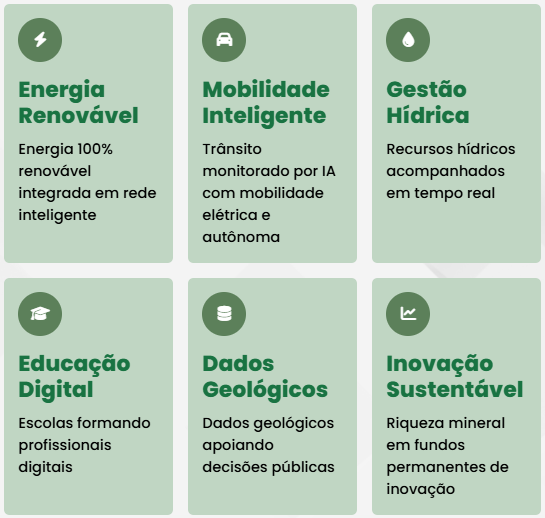 Energia
Renovável
Energia 100%
renovável
integrada em rede
inteligente
Mobilidade
Inteligente
Trânsito
monitorado por IA
com mobilidade
elétrica e
autônoma
Gestão
Hídrica
Recursos hídricos
acompanhados
em tempo real
Educação
Digital
Escolas formando
profissionais
digitais
Dados
Geológicos
Dados geológicos
apoiando
decisões públicas
Inovação
Sustentável
Riqueza mineral
em fundos
permanentes de
inovação